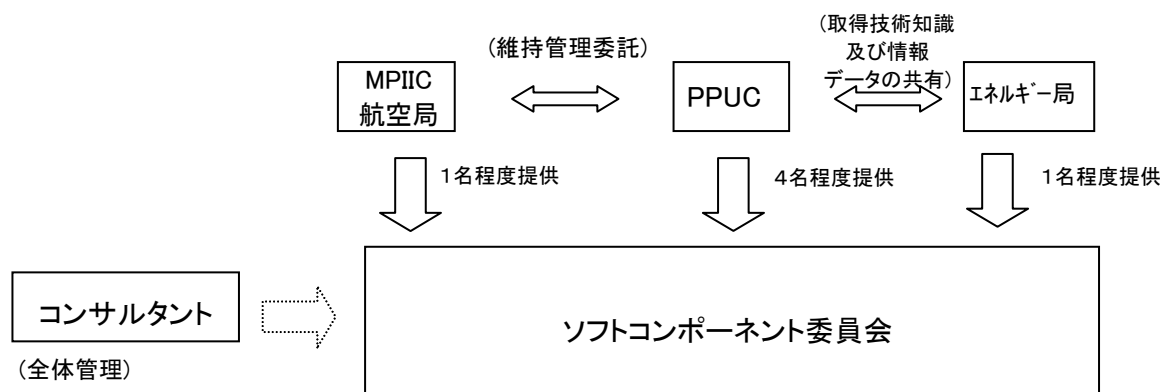 (取得技術知識
及び情報
データの共有)
(維持管理委託)
MPIIC
航空局
PPUC
エネルギー局
1名程度提供
4名程度提供
1名程度提供
コンサルタント
(全体管理)
ソフトコンポーネント委員会